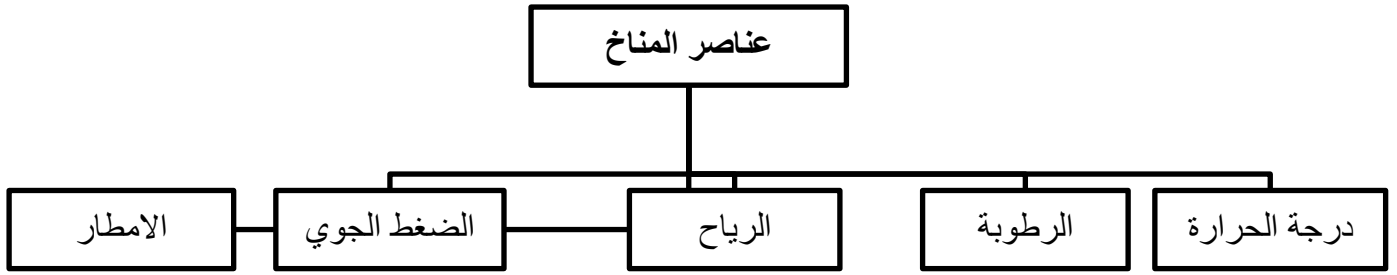 عناصر المناخ
درجة الحرارة
الرطوبة
الرياح
الضغط الجوي
الامطار